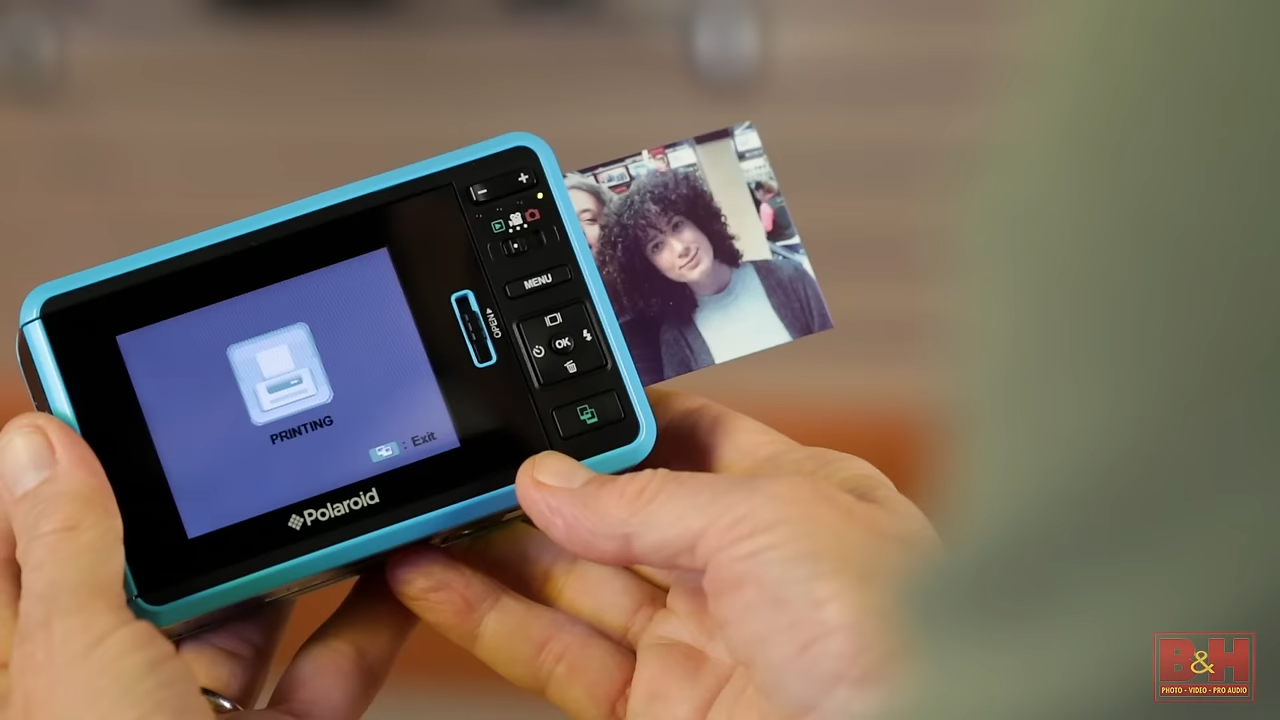 − +
MENU
OPEN
OK
PRINTING
: Exit
Polaroid
B&H
PHOTO - VIDEO - PRO AUDIO